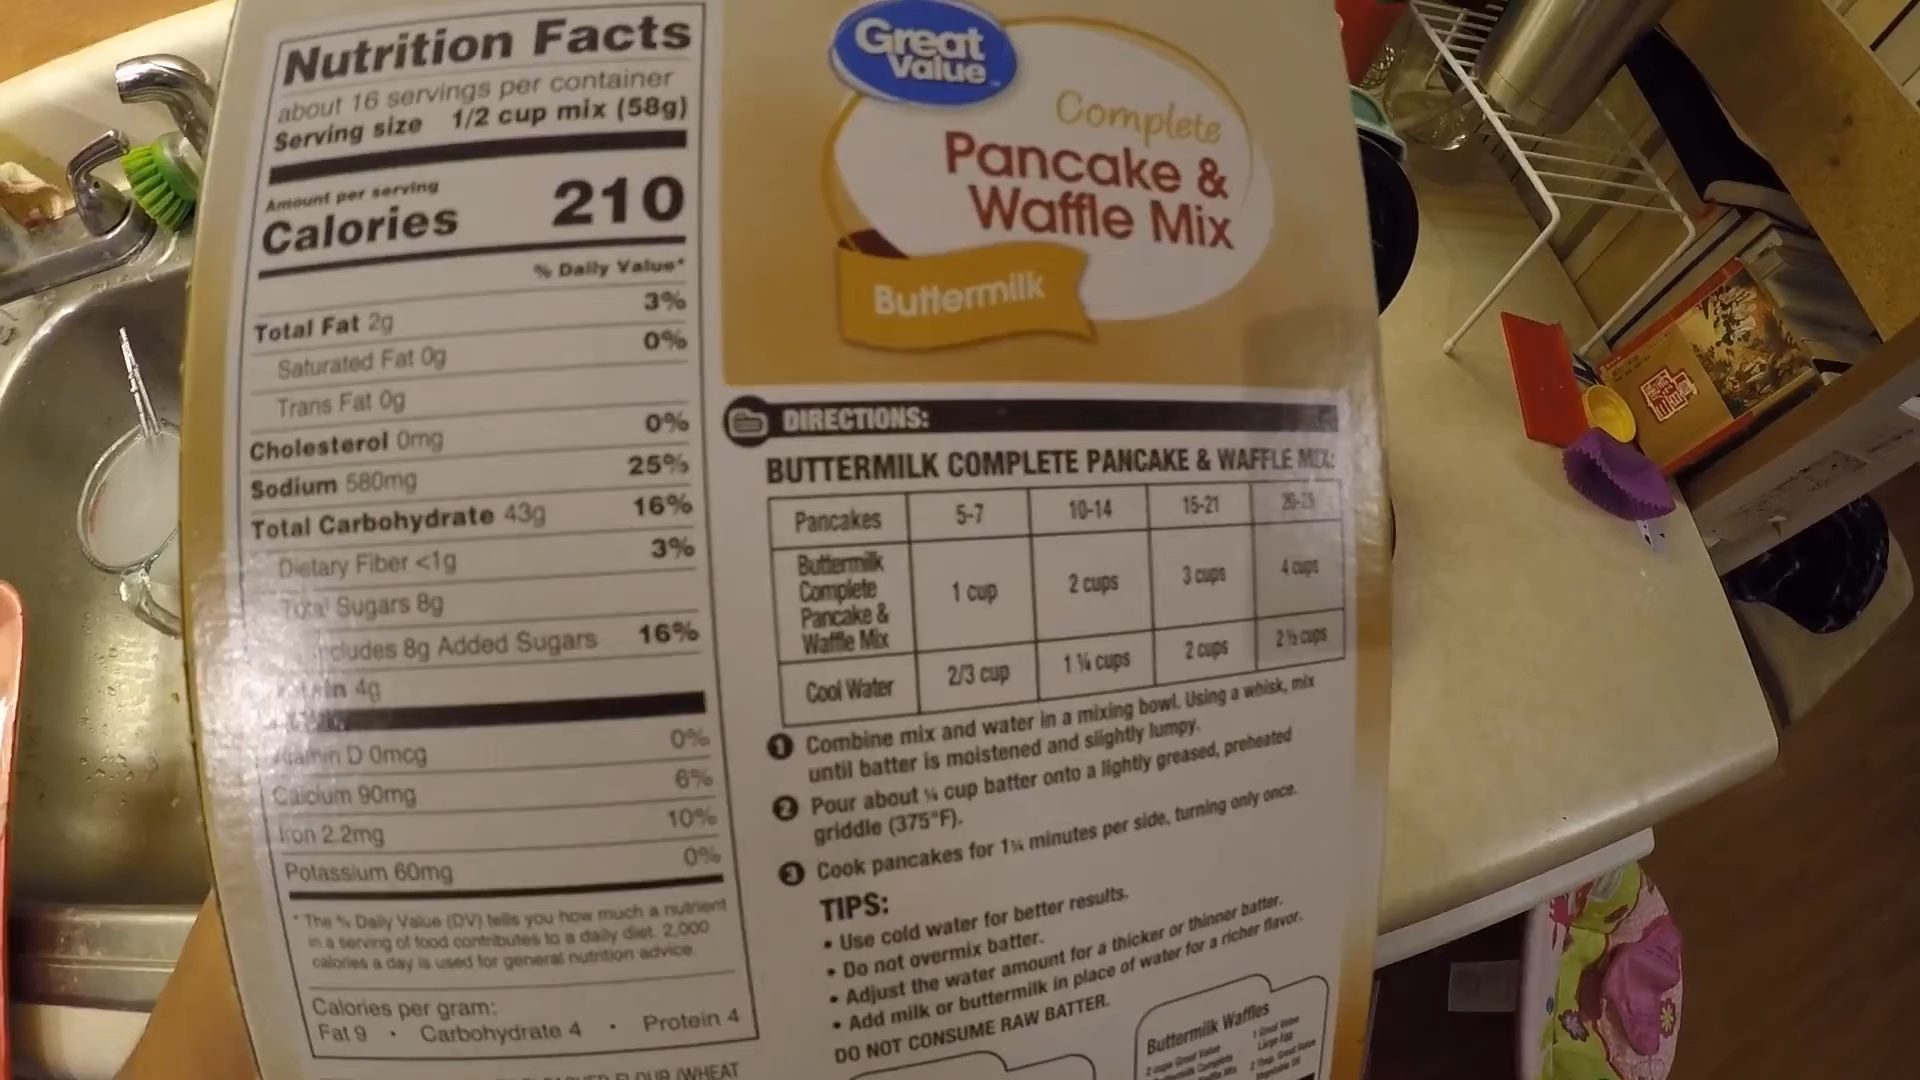 Nutrition Facts
about 16 servings per container
Serving size 1/2 cup mix (58g)
Amount per serving
Calories 210
% Daily Value*
Total Fat 2g 3%
Saturated Fat 0g 0%
Trans Fat 0g
Cholesterol 0mg 0%
Sodium 580mg 25%
Total Carbohydrate 43g 16%
Dietary Fiber <1g 3%
Total Sugars 8g
Includes 8g Added Sugars 16%
Protein 4g
Vitamin D 0mcg 0%
Calcium 90mg 6%
Iron 2.2mg 10%
Potassium 60mg 0%
* The % Daily Value (DV) tells you how much a nutrient
in a serving of food contributes to a daily diet. 2,000
calories a day is used for general nutrition advice.
Calories per gram:
Fat 9 • Carbohydrate 4 • Protein 4
FLOUR (WHEAT
Great
Value
Complete
Pancake &
Waffle Mix
Buttermilk
DIRECTIONS:
BUTTERMILK COMPLETE PANCAKE & WAFFLE MIX:
Pancakes 5-7 10-14 15-21
Buttermilk
Complete
Pancake &
Waffle Mix
1 cup 2 cups 3 cups 4 cups
Cool Water 2/3 cup 1 ¼ cups 2 cups 2 ½ cups
1 Combine mix and water in a mixing bowl. Using a whisk, mix
until batter is moistened and slightly lumpy.
2 Pour about ¼ cup batter onto a lightly greased, preheated
griddle (375°F).
3 Cook pancakes for 1¼ minutes per side, turning only once.
TIPS:
• Use cold water for better results.
• Do not overmix batter.
• Adjust the water amount for a thicker or thinner batter.
• Add milk or buttermilk in place of water for a richer flavor.
DO NOT CONSUME RAW BATTER.
Buttermilk Waffles